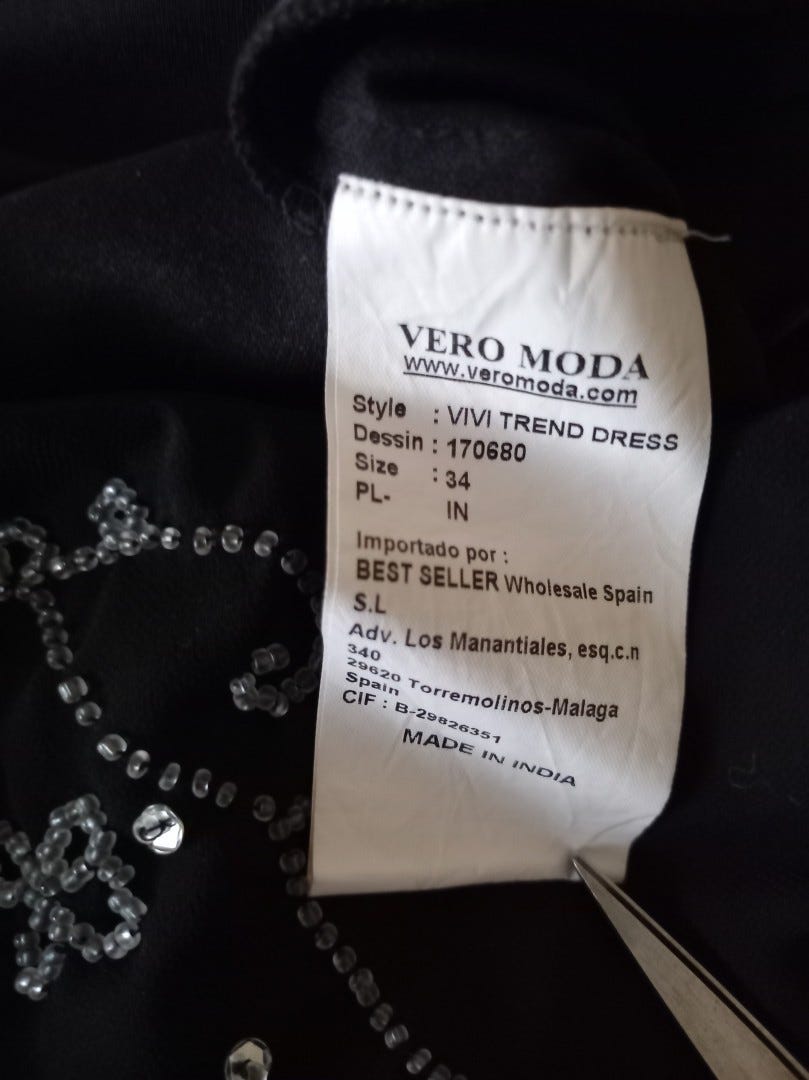 VERO MODA
www.veromoda.com
Style : VIVI TREND DRESS
Dessin : 170680
Size : 34
PL- IN
Importado por :
BEST SELLER Wholesale Spain
S.L
Adv. Los Manantiales, esq.c.n
340
29620 Torremolinos-Malaga
Spain
CIF : B-29826351
MADE IN INDIA